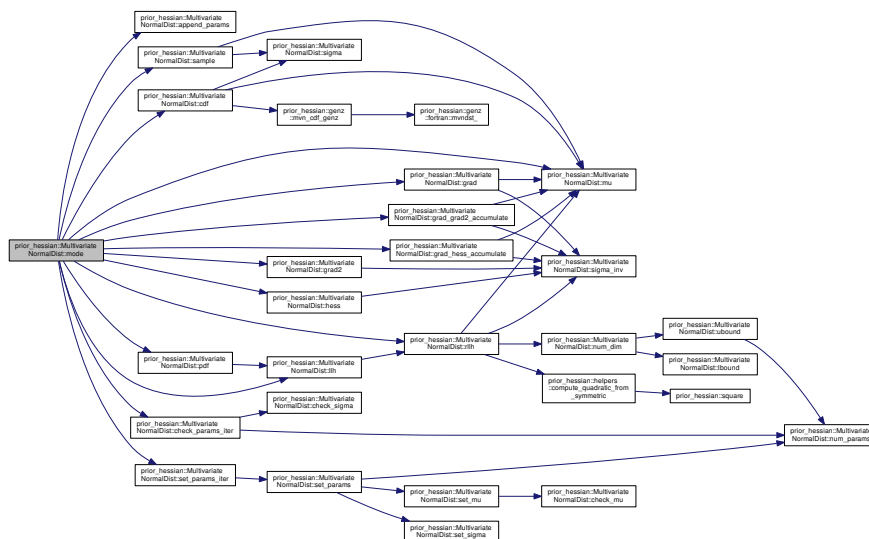 prior_hessian::Multivariate
NormalDist::mode
prior_hessian::Multivariate
NormalDist::append_params
prior_hessian::Multivariate
NormalDist::sample
prior_hessian::Multivariate
NormalDist::sigma
prior_hessian::Multivariate
NormalDist::cdf
prior_hessian::genz
::mvn_cdf_genz
prior_hessian::genz
::fortran::mvndst_
prior_hessian::Multivariate
NormalDist::grad
prior_hessian::Multivariate
NormalDist::mu
prior_hessian::Multivariate
NormalDist::grad_grad2_accumulate
prior_hessian::Multivariate
NormalDist::grad_hess_accumulate
prior_hessian::Multivariate
NormalDist::grad2
prior_hessian::Multivariate
NormalDist::sigma_inv
prior_hessian::Multivariate
NormalDist::hess
prior_hessian::Multivariate
NormalDist::rllh
prior_hessian::Multivariate
NormalDist::num_dim
prior_hessian::Multivariate
NormalDist::ubound
prior_hessian::Multivariate
NormalDist::lbound
prior_hessian::Multivariate
NormalDist::pdf
prior_hessian::Multivariate
NormalDist::llh
prior_hessian::helpers
::compute_quadratic_from
_symmetric
prior_hessian::square
prior_hessian::Multivariate
NormalDist::check_sigma
prior_hessian::Multivariate
NormalDist::check_params_iter
prior_hessian::Multivariate
NormalDist::num_params
prior_hessian::Multivariate
NormalDist::set_params_iter
prior_hessian::Multivariate
NormalDist::set_params
prior_hessian::Multivariate
NormalDist::set_mu
prior_hessian::Multivariate
NormalDist::check_mu
prior_hessian::Multivariate
NormalDist::set_sigma